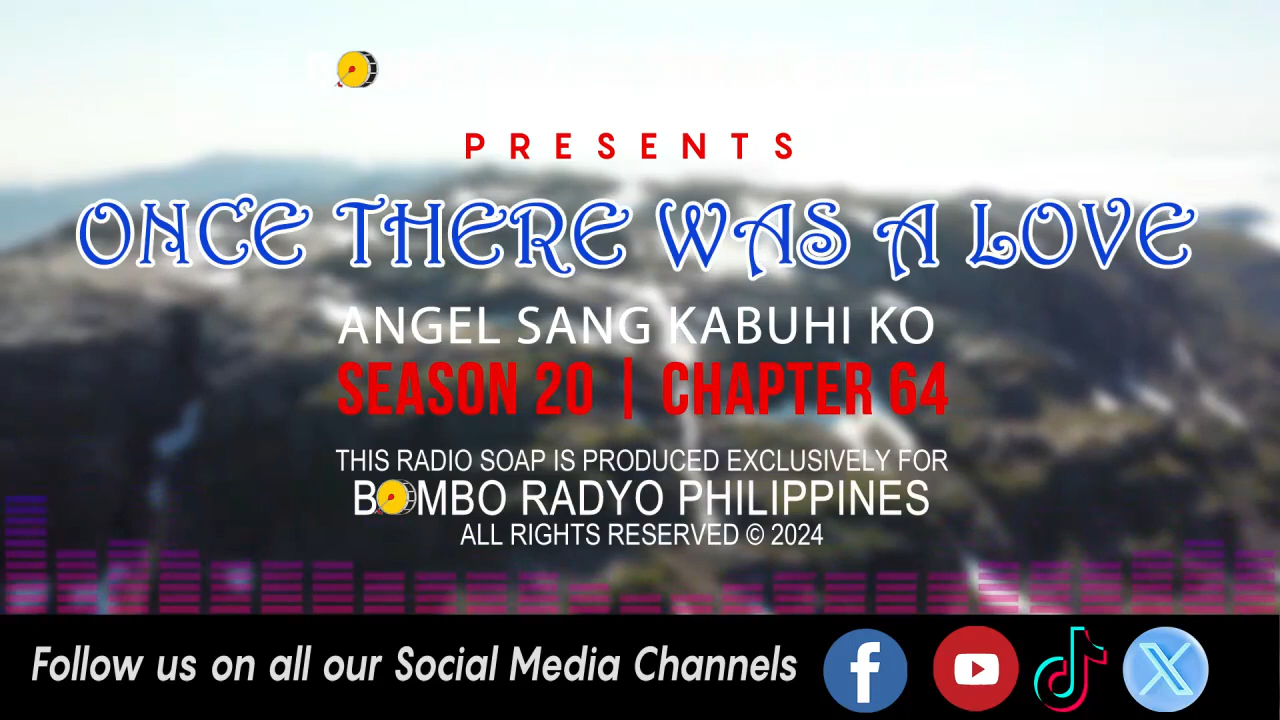 PRESENTS
ONCE THERE WAS A LOVE
ANGEL SANG KABUHI KO
SEASON 20 | CHAPTER 64
THIS RADIO SOAP IS PRODUCED EXCLUSIVELY FOR
BOMBO RADYO PHILIPPINES
ALL RIGHTS RESERVED © 2024
Follow us on all our Social Media Channels